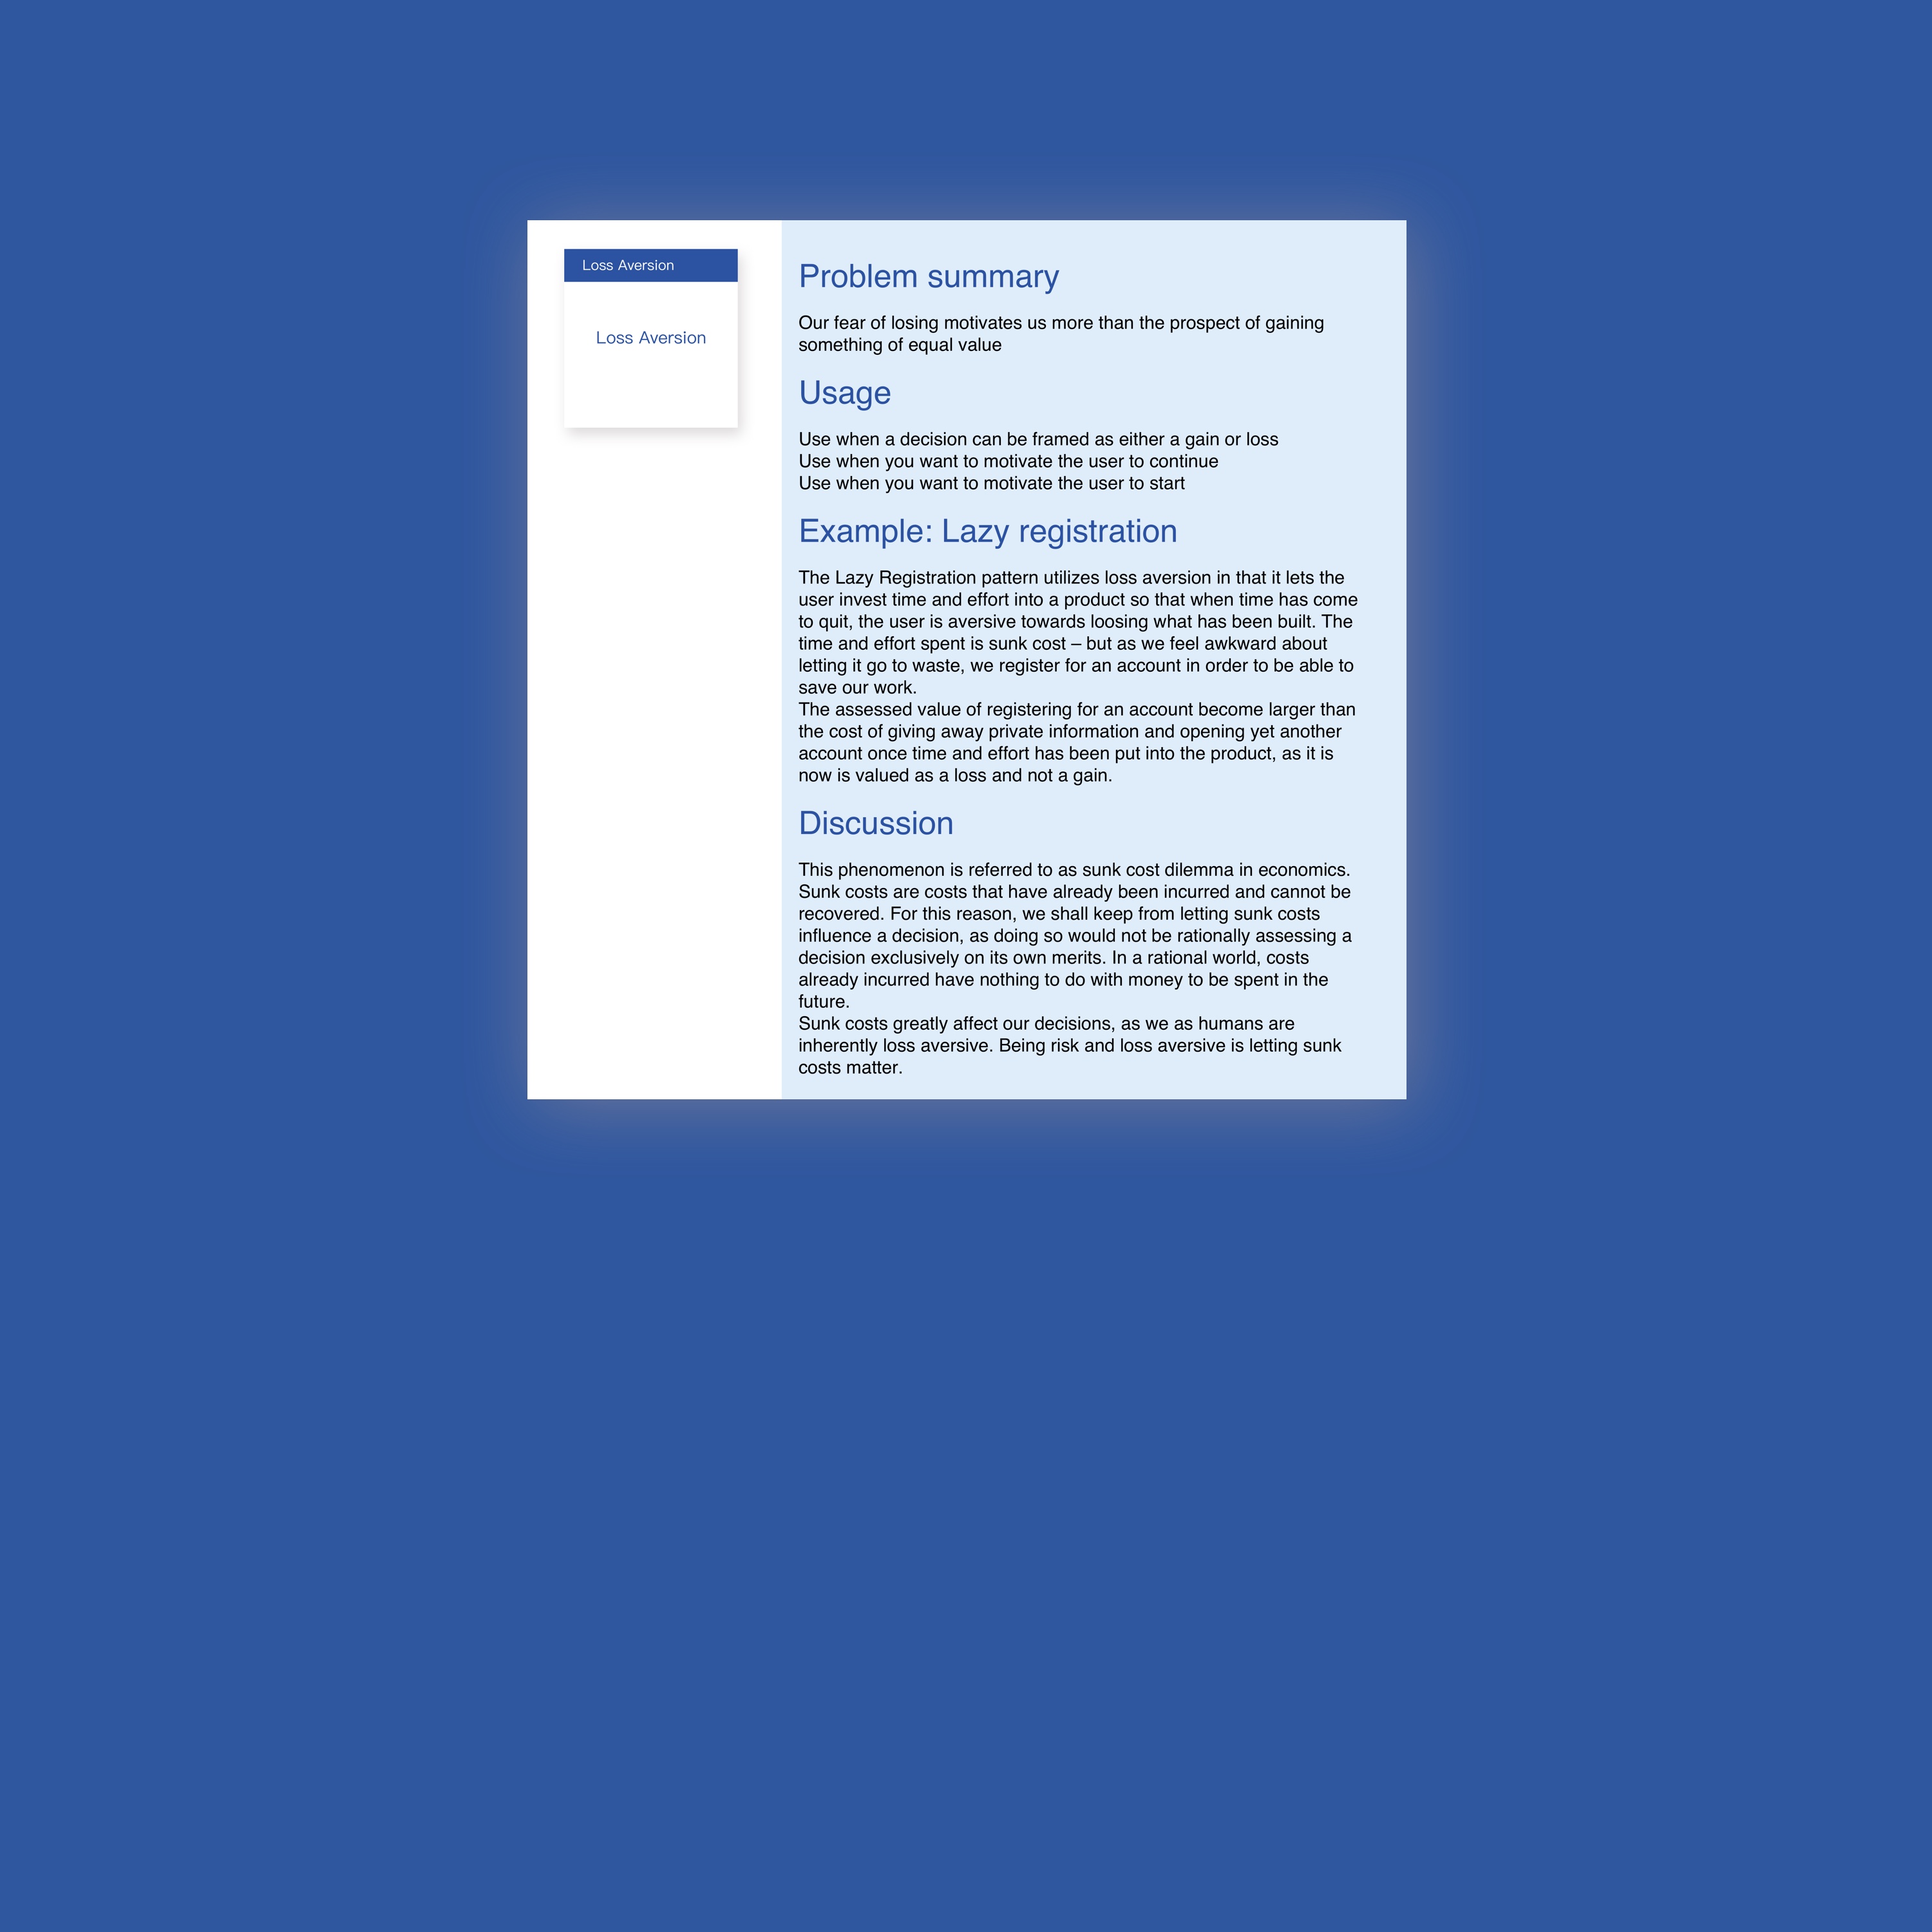 Loss Aversion
Loss Aversion
Problem summary
Our fear of losing motivates us more than the prospect of gaining
something of equal value
Usage
Use when a decision can be framed as either a gain or loss
Use when you want to motivate the user to continue
Use when you want to motivate the user to start
Example: Lazy registration
The Lazy Registration pattern utilizes loss aversion in that it lets the
user invest time and effort into a product so that when time has come
to quit, the user is aversive towards loosing what has been built. The
time and effort spent is sunk cost – but as we feel awkward about
letting it go to waste, we register for an account in order to be able to
save our work.
The assessed value of registering for an account become larger than
the cost of giving away private information and opening yet another
account once time and effort has been put into the product, as it is
now is valued as a loss and not a gain.
Discussion
This phenomenon is referred to as sunk cost dilemma in economics.
Sunk costs are costs that have already been incurred and cannot be
recovered. For this reason, we shall keep from letting sunk costs
influence a decision, as doing so would not be rationally assessing a
decision exclusively on its own merits. In a rational world, costs
already incurred have nothing to do with money to be spent in the
future.
Sunk costs greatly affect our decisions, as we as humans are
inherently loss aversive. Being risk and loss aversive is letting sunk
costs matter.